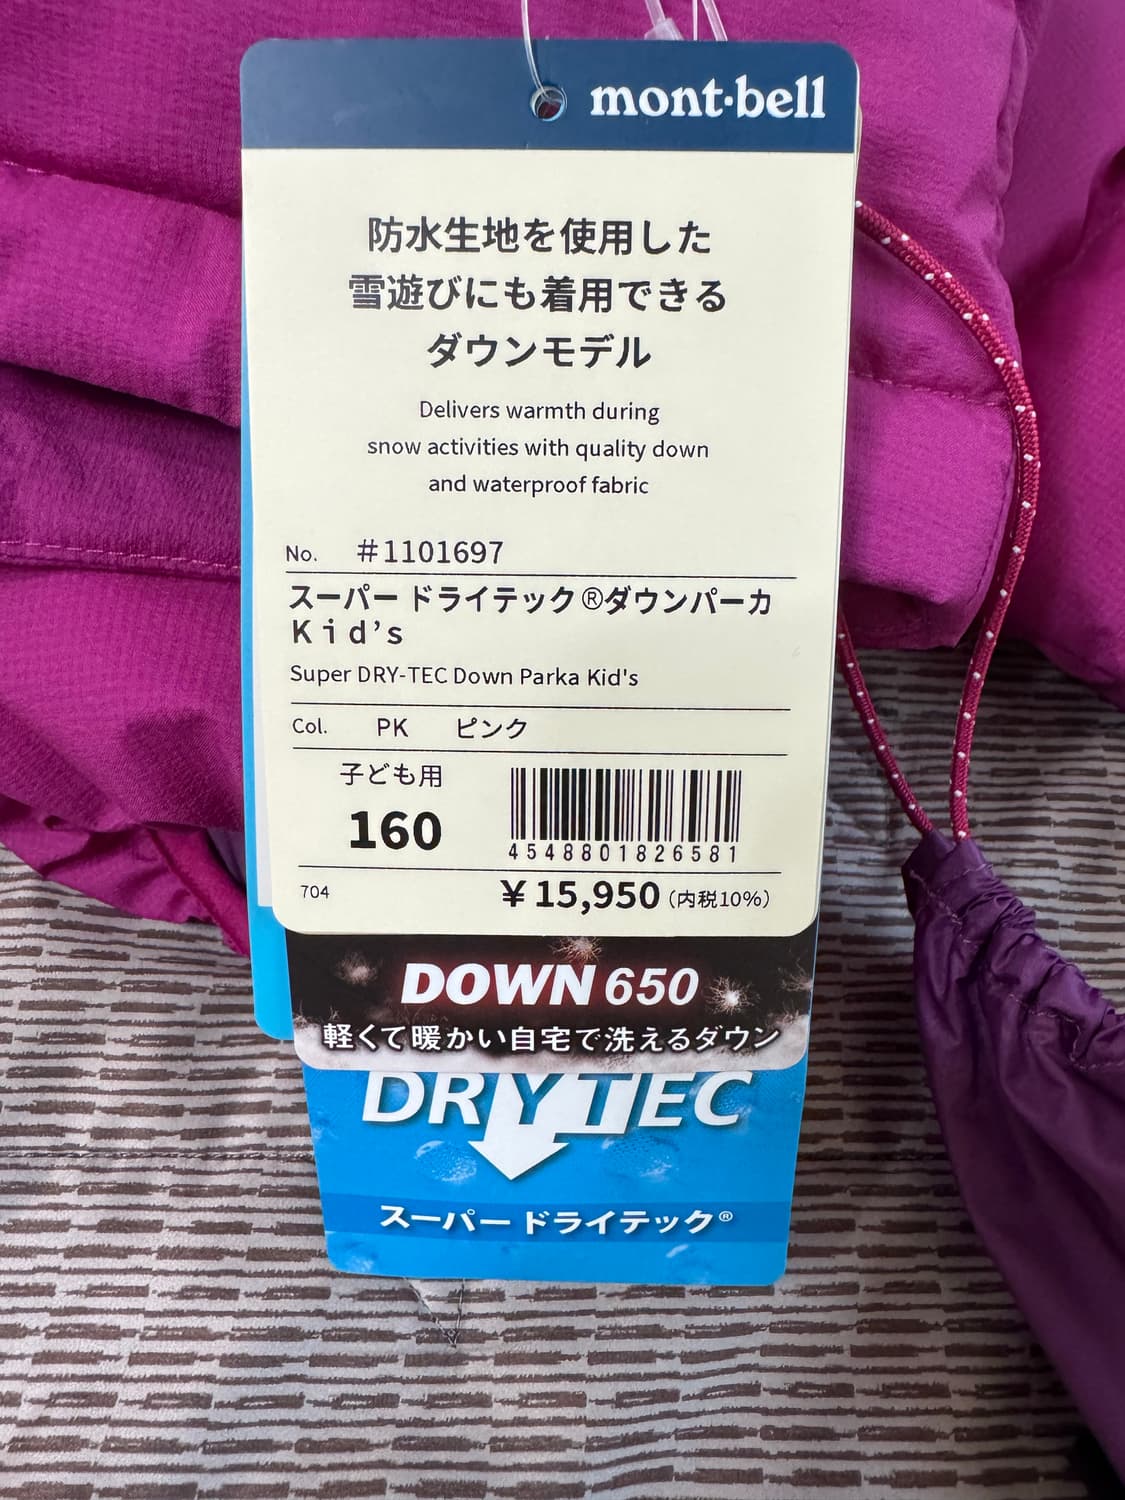 mont·bell
防水生地を使用した
雪遊びにも着用できる
ダウンモデル
Delivers warmth during
snow activities with quality down
and waterproof fabric
No. #1101697
スーパー ドライテック®ダウンパーカ
Kid's
Super DRY-TEC Down Parka Kid's
Col. PK ピンク
子ども用
160
4548801826581
704 ¥15,950 (内税10%)
DOWN 650
軽くて暖かい自宅で洗えるダウン
DRY TEC
スーパー ドライテック®